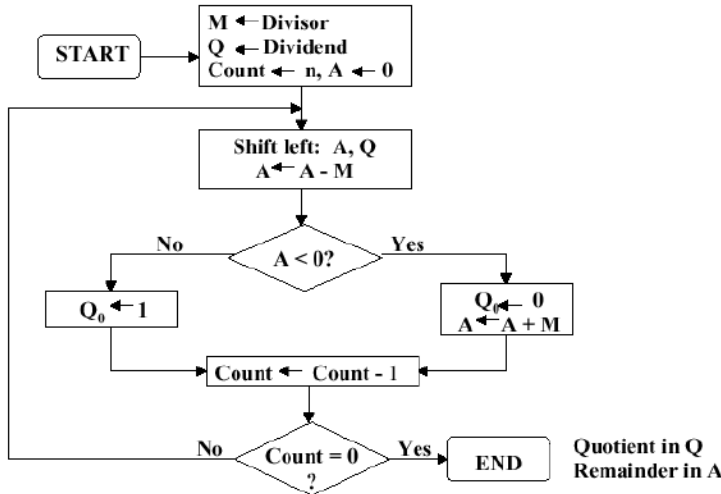 START
M ← Divisor
Q ← Dividend
Count ← n, A ← 0
Shift left: A, Q
A ← A - M
No
A < 0?
Yes
Q₀ ← 1
Q₀ ← 0
A ← A + M
Count ← Count - 1
No
Count = 0
?
Yes
END
Quotient in Q
Remainder in A